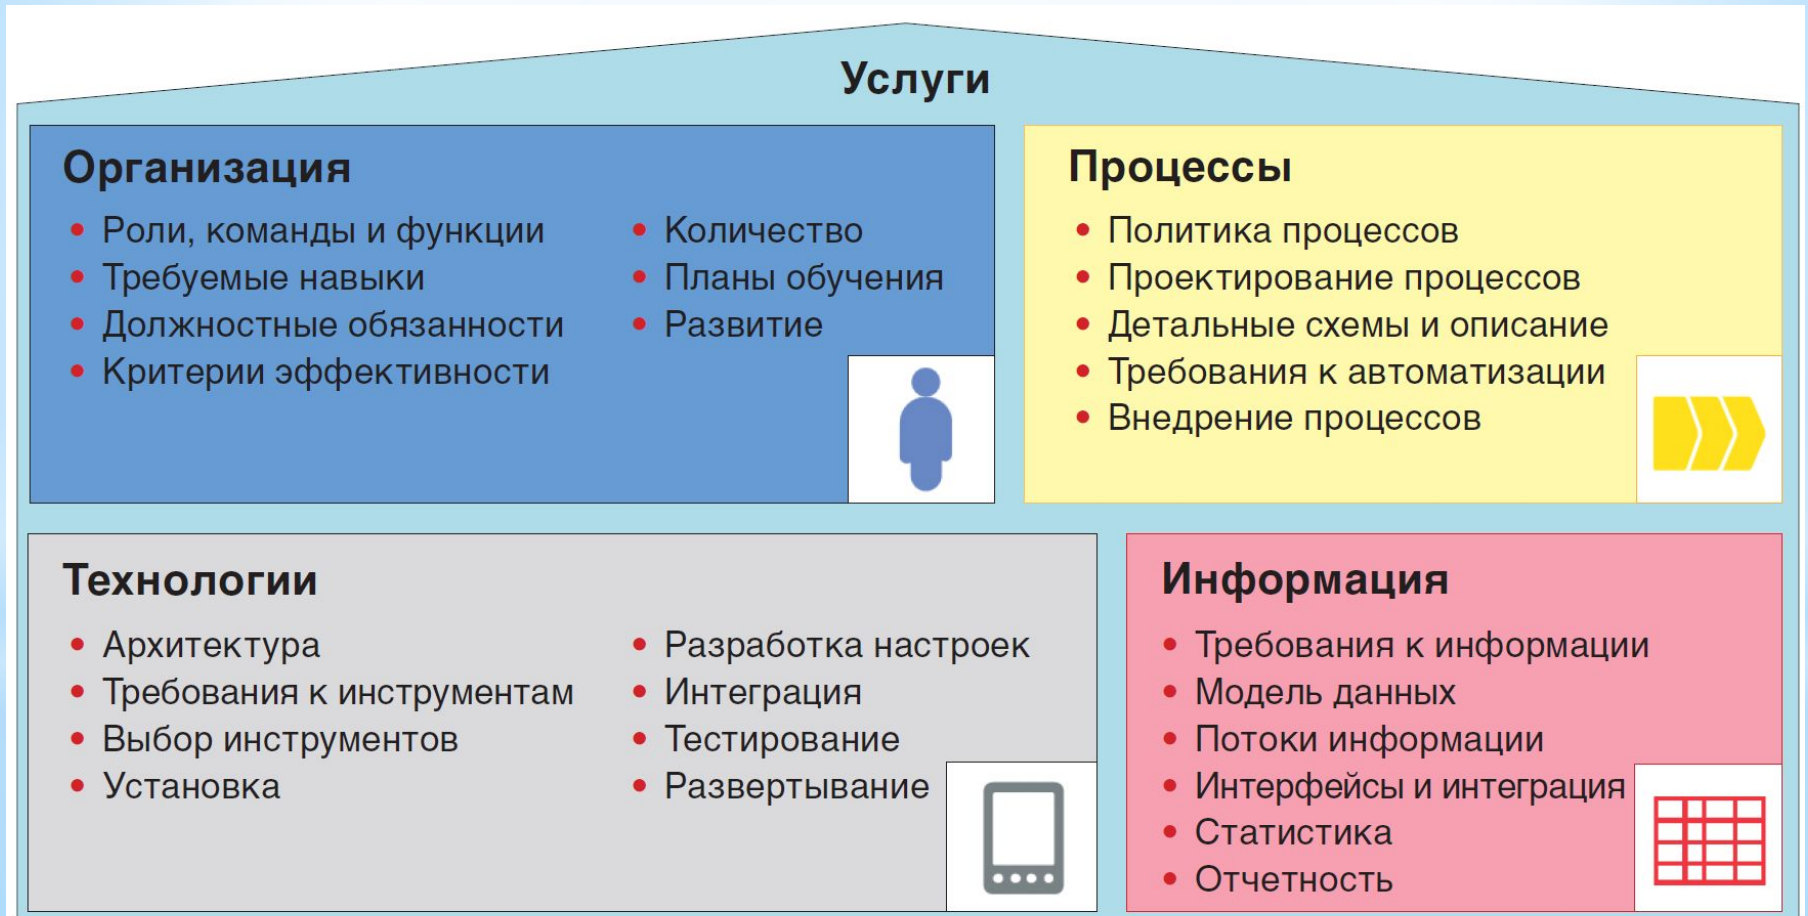 Услуги
Организация
• Роли, команды и функции
• Требуемые навыки
• Должностные обязанности
• Критерии эффективности
• Количество
• Планы обучения
• Развитие
Процессы
• Политика процессов
• Проектирование процессов
• Детальные схемы и описание
• Требования к автоматизации
• Внедрение процессов
Технологии
• Архитектура
• Требования к инструментам
• Выбор инструментов
• Установка
• Разработка настроек
• Интеграция
• Тестирование
• Развертывание
Информация
• Требования к информации
• Модель данных
• Потоки информации
• Интерфейсы и интеграция
• Статистика
• Отчетность